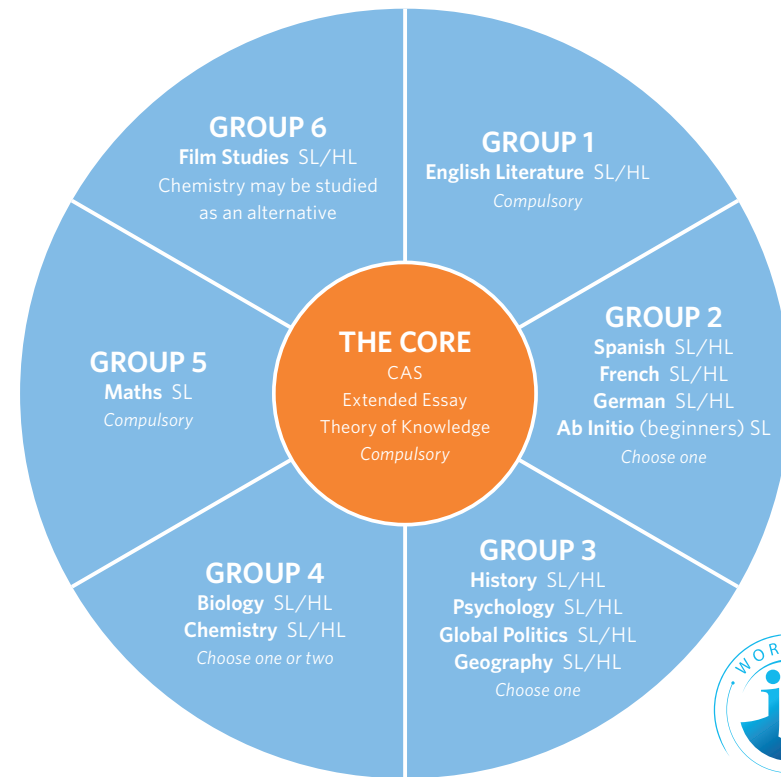 GROUP 6
Film Studies SL/HL
Chemistry may be studied
as an alternative
GROUP 1
English Literature SL/HL
Compulsory
GROUP 2
Spanish SL/HL
French SL/HL
German SL/HL
Ab Initio (beginners) SL
Choose one
THE CORE
CAS
Extended Essay
Theory of Knowledge
Compulsory
GROUP 5
Maths SL
Compulsory
GROUP 4
Biology SL/HL
Chemistry SL/HL
Choose one or two
GROUP 3
History SL/HL
Psychology SL/HL
Global Politics SL/HL
Geography SL/HL
Choose one